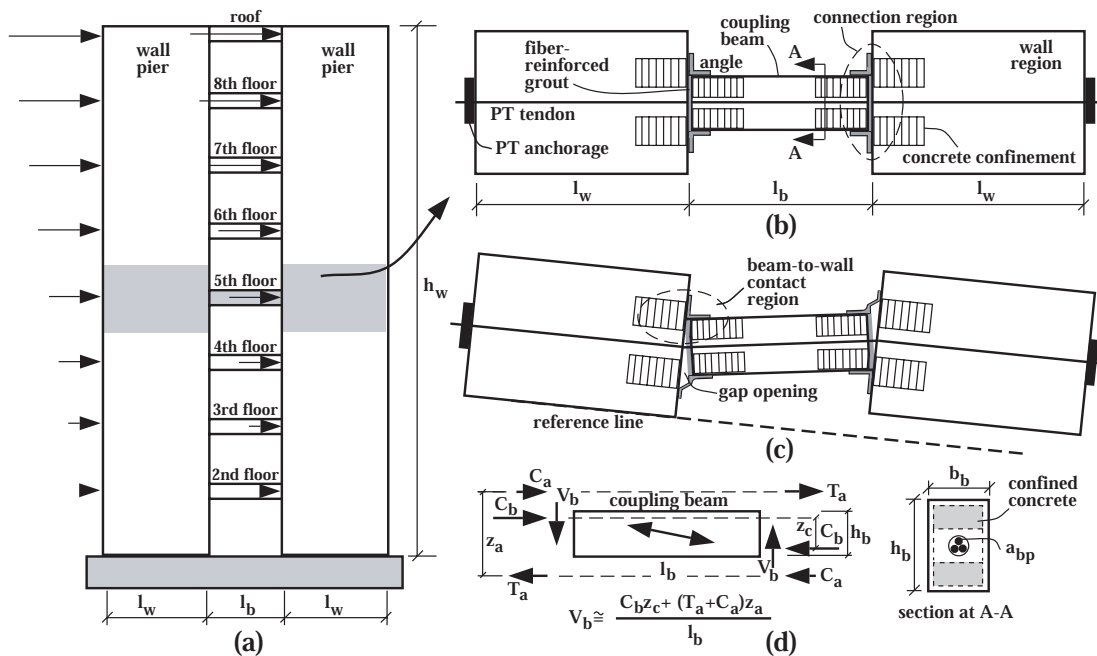 roof
wall
pier
wall
pier
8th floor
7th floor
6th floor
5th floor
4th floor
3rd floor
2nd floor
h_w
l_w
l_b
l_w
(a)
coupling
beam
connection region
fiber-
reinforced
grout
angle
A
wall
region
PT tendon
PT anchorage
A
concrete confinement
l_w
l_b
l_w
(b)
beam-to-wall
contact
region
gap opening
reference line
(c)
C_a
V_b
coupling beam
T_a
C_b
z_a
z_c
C_b
h_b
l_b
V_b
T_a
C_a
V_b ≅ C_b z_c + (T_a+C_a)z_a
l_b
(d)
b_b
confined
concrete
h_b
a_bp
section at A-A